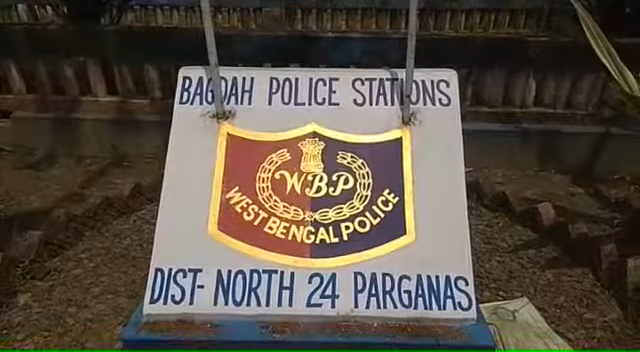 BAGDAH POLICE STATIONS
WBP
WEST BENGAL POLICE
DIST- NORTH 24 PARGANAS